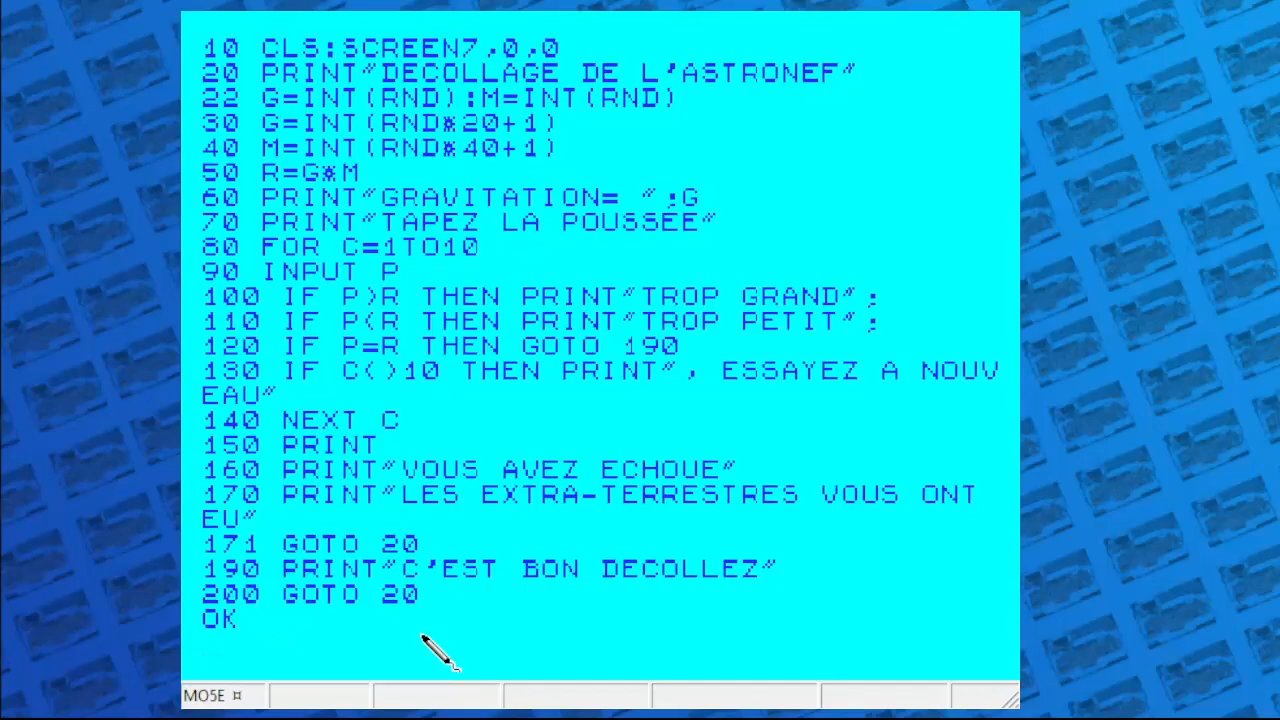 10 CLS:SCREEN7,0,0
20 PRINT"DECOLLAGE DE L'ASTRONEF"
22 G=INT(RND):M=INT(RND)
30 G=INT(RND*20+1)
40 M=INT(RND*40+1)
50 R=G*M
60 PRINT"GRAVITATION= ";G
70 PRINT"TAPEZ LA POUSSEE"
80 FOR C=1TO10
90 INPUT P
100 IF P>R THEN PRINT"TROP GRAND";
110 IF P<R THEN PRINT"TROP PETIT";
120 IF P=R THEN GOTO 190
130 IF C<>10 THEN PRINT", ESSAYEZ A NOUV
EAU"
140 NEXT C
150 PRINT
160 PRINT"VOUS AVEZ ECHOUE"
170 PRINT"LES EXTRA-TERRESTRES VOUS ONT
EU"
171 GOTO 20
190 PRINT"C'EST BON DECOLLEZ"
200 GOTO 20
OK
MO5E ¤